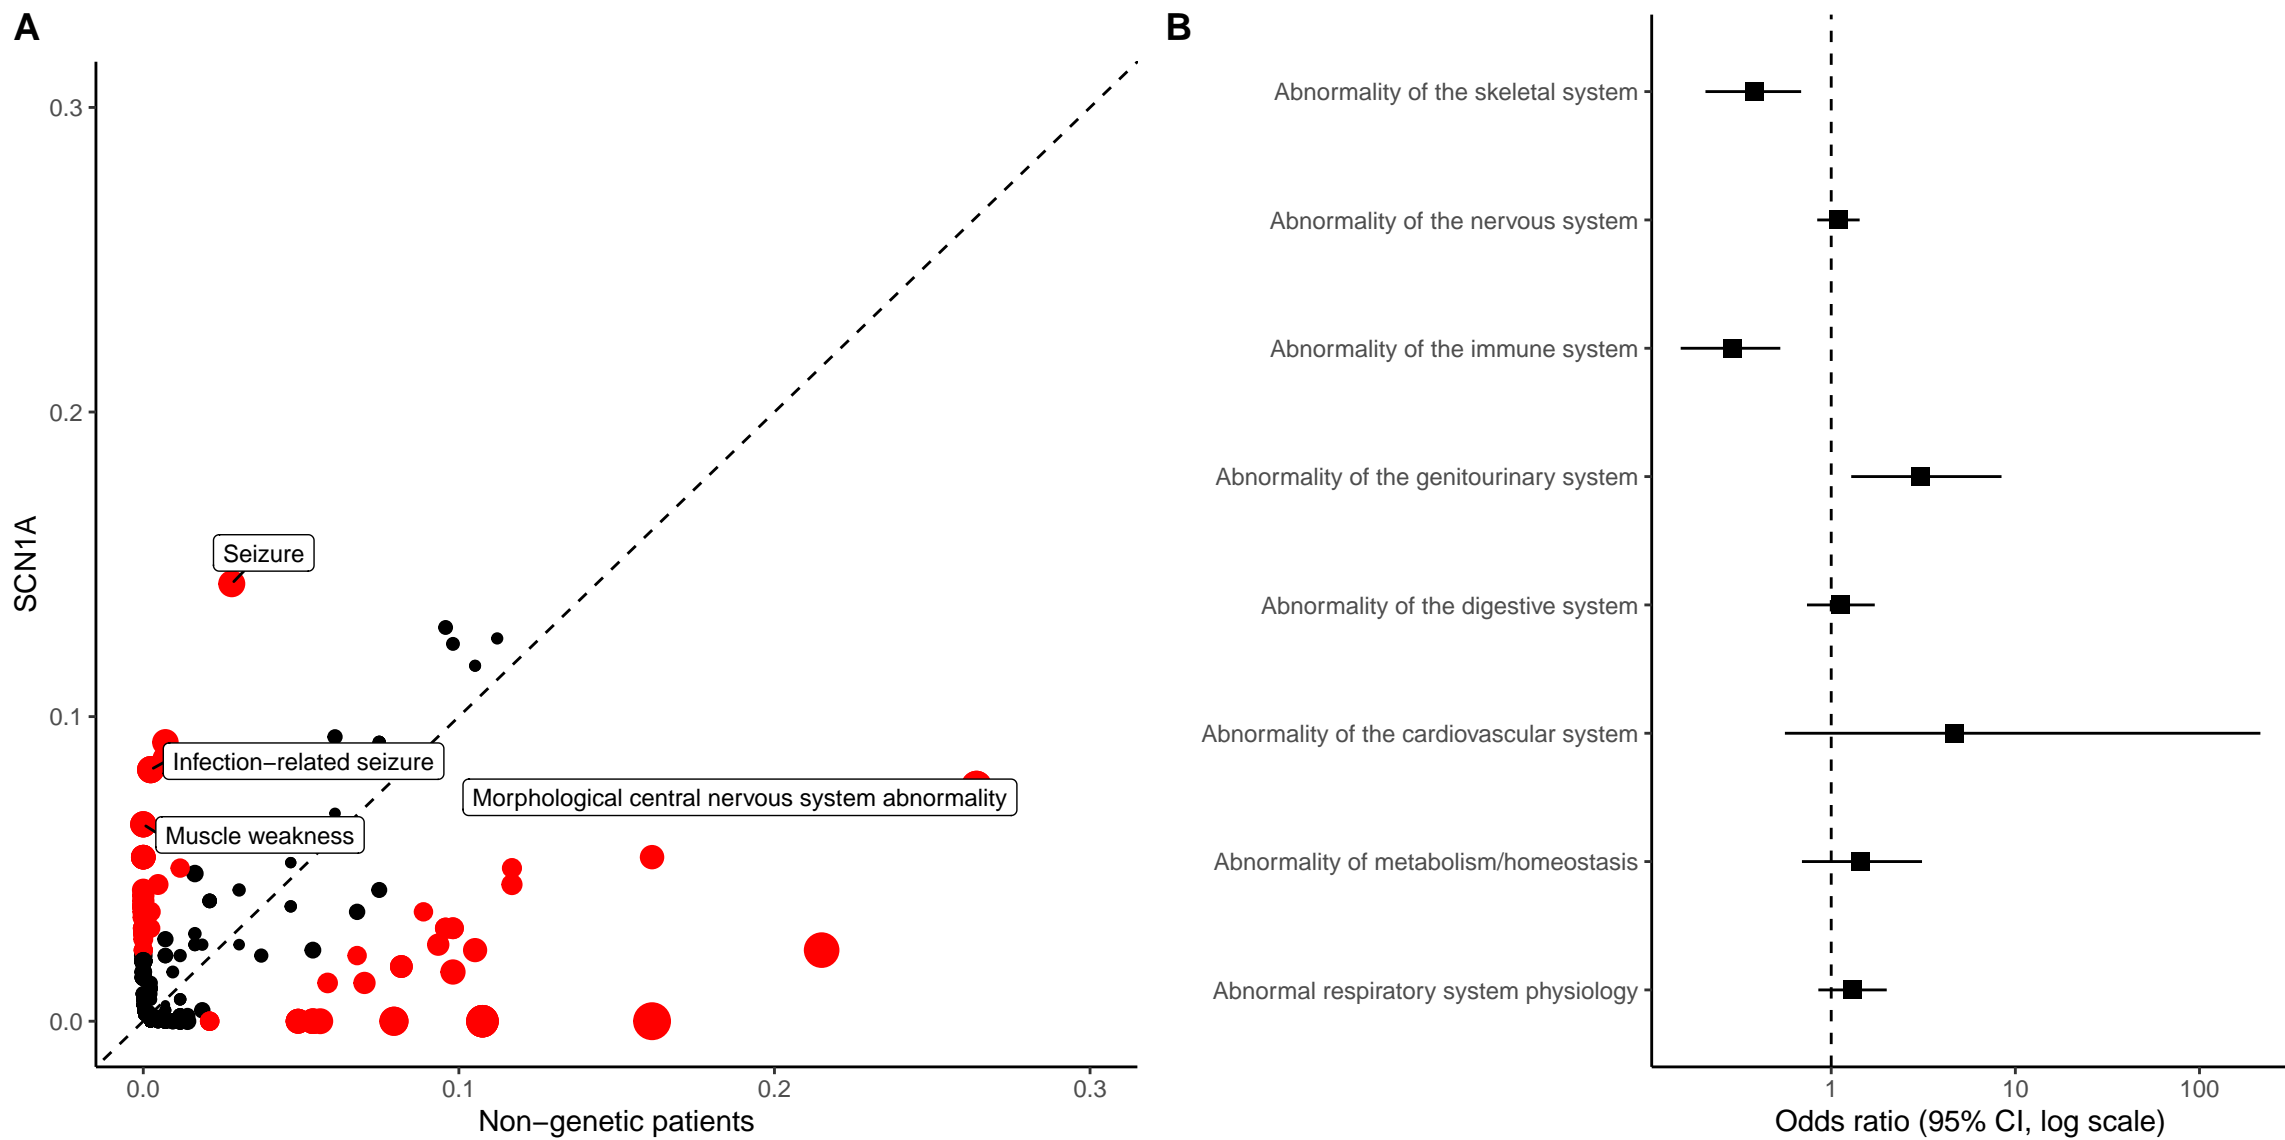 A
0.3
0.2
0.1
0.0
SCN1A
Seizure
Infection−related seizure
Morphological central nervous system abnormality
Muscle weakness
0.0
0.1
0.2
0.3
Non−genetic patients
B
Abnormality of the skeletal system
Abnormality of the nervous system
Abnormality of the immune system
Abnormality of the genitourinary system
Abnormality of the digestive system
Abnormality of the cardiovascular system
Abnormality of metabolism/homeostasis
Abnormal respiratory system physiology
1
10
100
Odds ratio (95% CI, log scale)